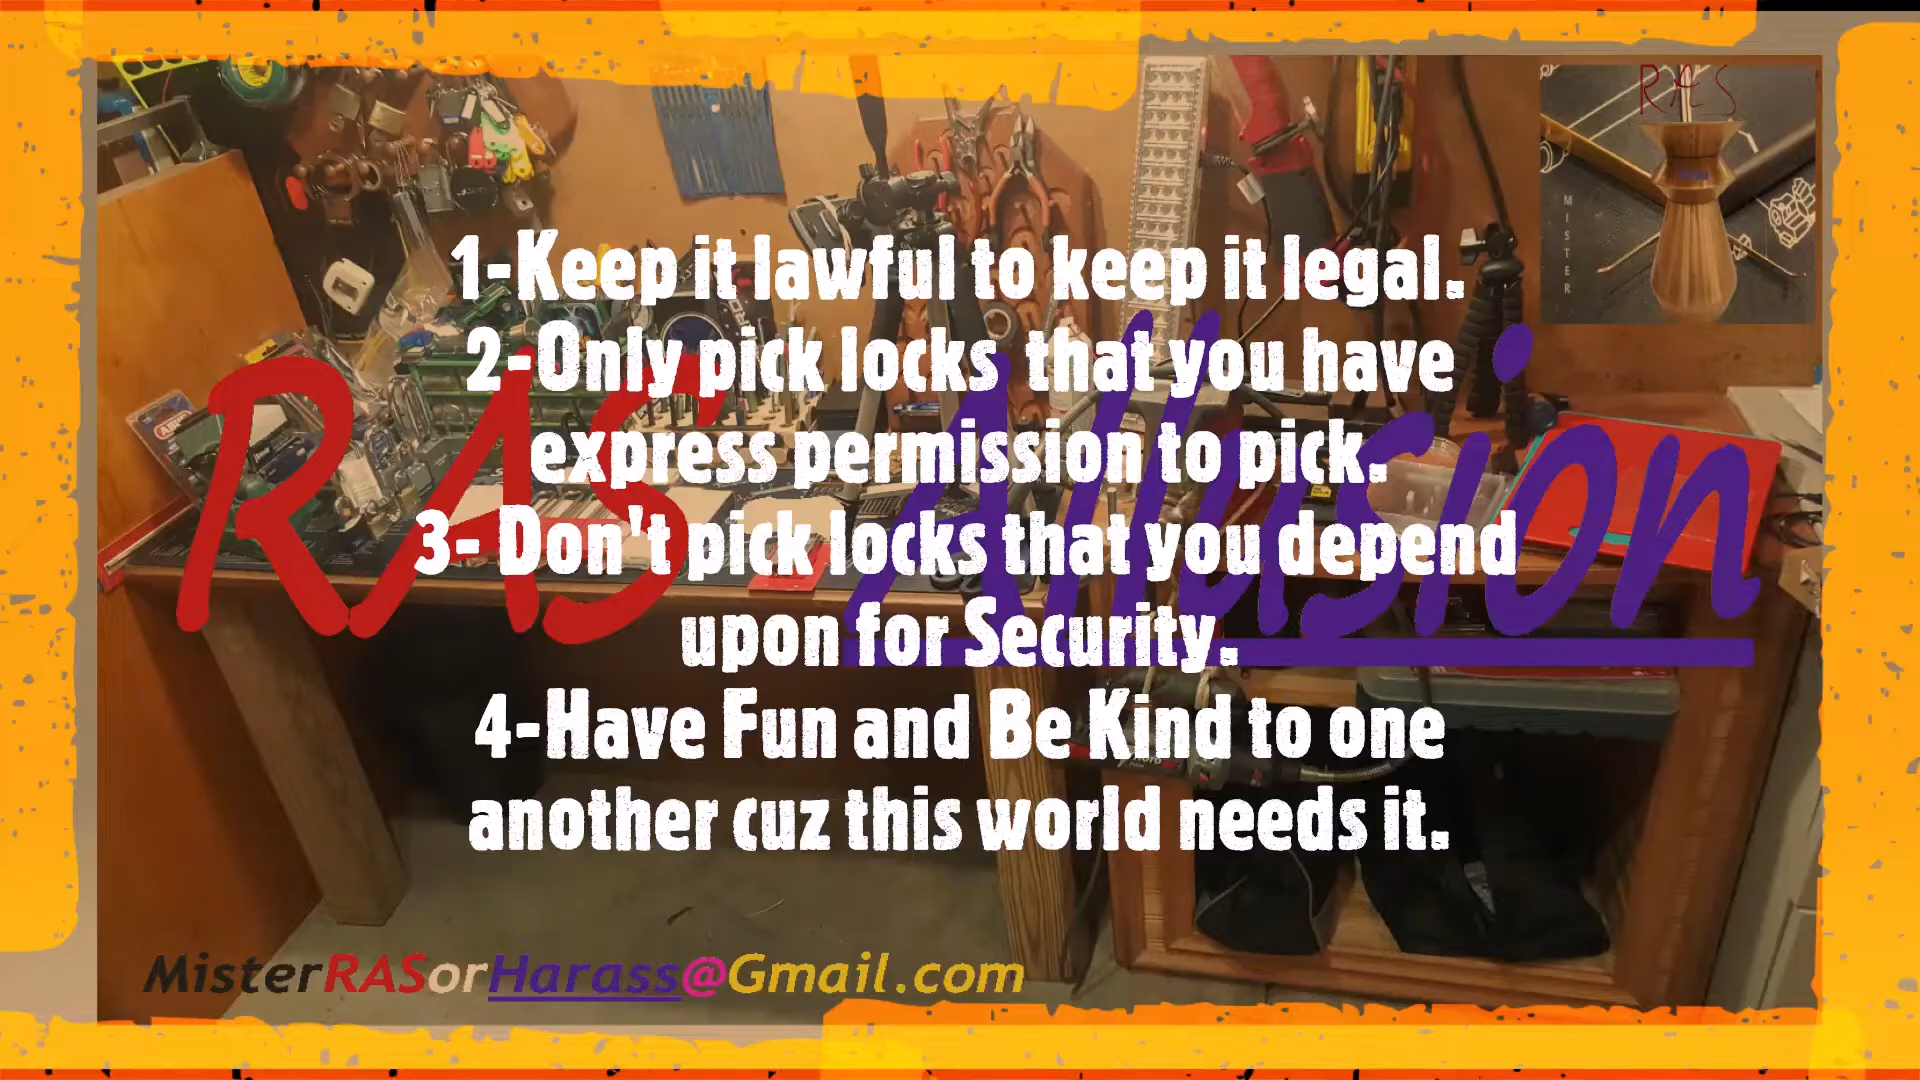 RAS
MISTER
1-Keep it lawful to keep it legal.
2-Only pick locks that you have
express permission to pick.
3- Don't pick locks that you depend
upon for Security.
4-Have Fun and Be Kind to one
another cuz this world needs it.
RAS Allusion
MisterRASorHarass@Gmail.com